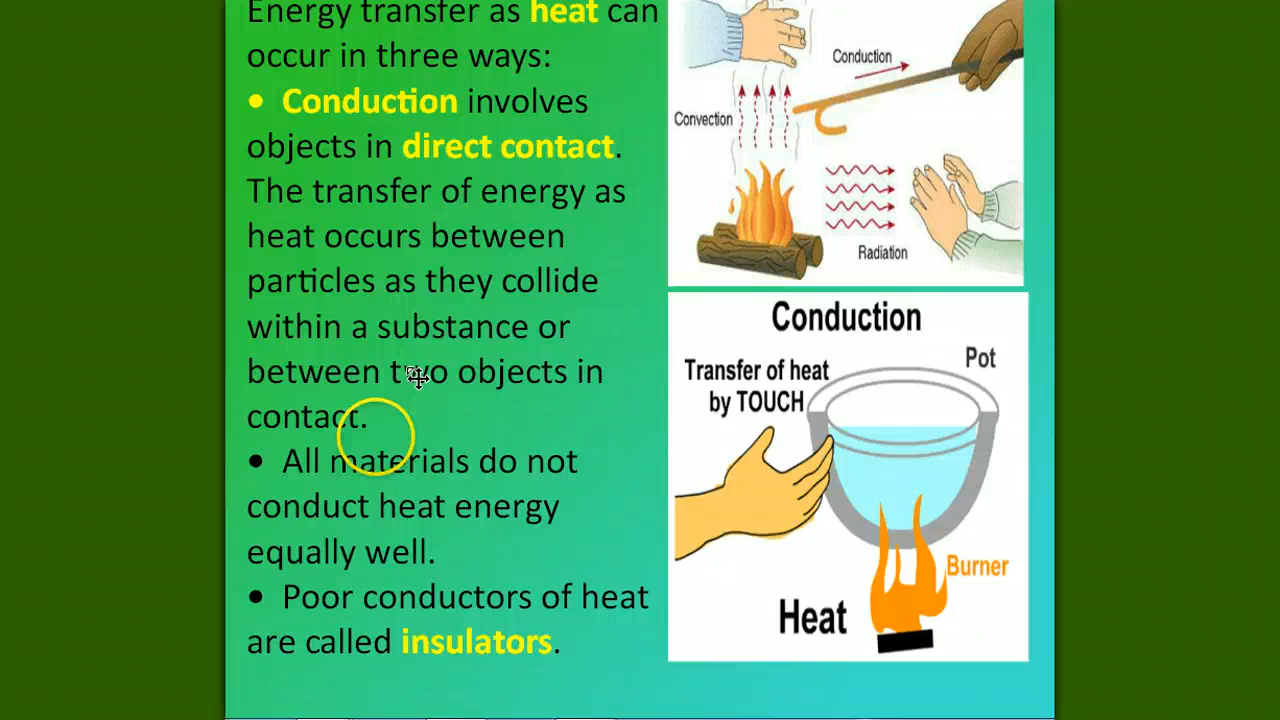 Energy transfer as heat can
occur in three ways:
• Conduction involves
objects in direct contact.
The transfer of energy as
heat occurs between
particles as they collide
within a substance or
between two objects in
contact.
• All materials do not
conduct heat energy
equally well.
• Poor conductors of heat
are called insulators.
Conduction
Convection
Radiation
Conduction
Pot
Transfer of heat
by TOUCH
Burner
Heat